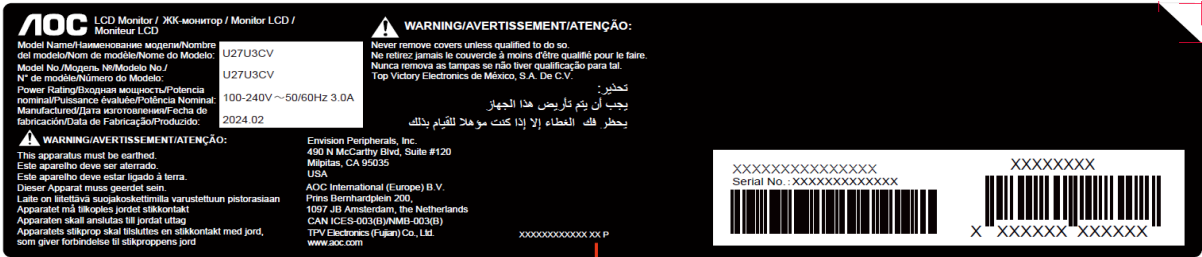 AOC LCD Monitor / ЖК-монитор / Monitor LCD /
Moniteur LCD
Model Name/Наименование модели/Nombre
del modelo/Nom de modèle/Nome do Modelo: U27U3CV
Model No./Модель №/Modelo No./
N° de modèle/Número do Modelo: U27U3CV
Power Rating/Входная мощность/Potencia
nominal/Puissance évaluée/Potência Nominal: 100-240V～50/60Hz 3.0A
Manufactured/Дата изготовления/Fecha de
fabricación/Data de Fabricação/Produzido: 2024.02
WARNING/AVERTISSEMENT/ATENÇÃO:
This apparatus must be earthed.
Este aparelho deve ser aterrado.
Este aparelho deve estar ligado à terra.
Dieser Apparat muss geerdet sein.
Laite on liitettävä suojakoskettimilla varustettuun pistorasiaan
Apparatet må tilkoples jordet stikkontakt
Apparaten skall anslutas till jordat uttag
Apparatets stikprop skal tilsluttes en stikkontakt med jord,
som giver forbindelse til stikproppens jord
WARNING/AVERTISSEMENT/ATENÇÃO:
Never remove covers unless qualified to do so.
Ne retirez jamais le couvercle à moins d'être qualifié pour le faire.
Nunca remova as tampas se não tiver qualificação para tal.
Top Victory Electronics de México, S.A. De C.V.
تحذير:
يجب أن يتم تأريض هذا الجهاز
يحظر فك الغطاء إلا إذا كنت مؤهلا للقيام بذلك
Envision Peripherals, Inc.
490 N McCarthy Blvd, Suite #120
Milpitas, CA 95035
USA
AOC International (Europe) B.V.
Prins Bernhardplein 200,
1097 JB Amsterdam, the Netherlands
CAN ICES-003(B)/NMB-003(B)
TPV Electronics (Fujian) Co., Ltd.
www.aoc.com
XXXXXXXXXXXX XX P
XXXXXXXXXXXXXXX
Serial No.:XXXXXXXXXXXXX
XXXXXXXX
X XXXXXX XXXXXX